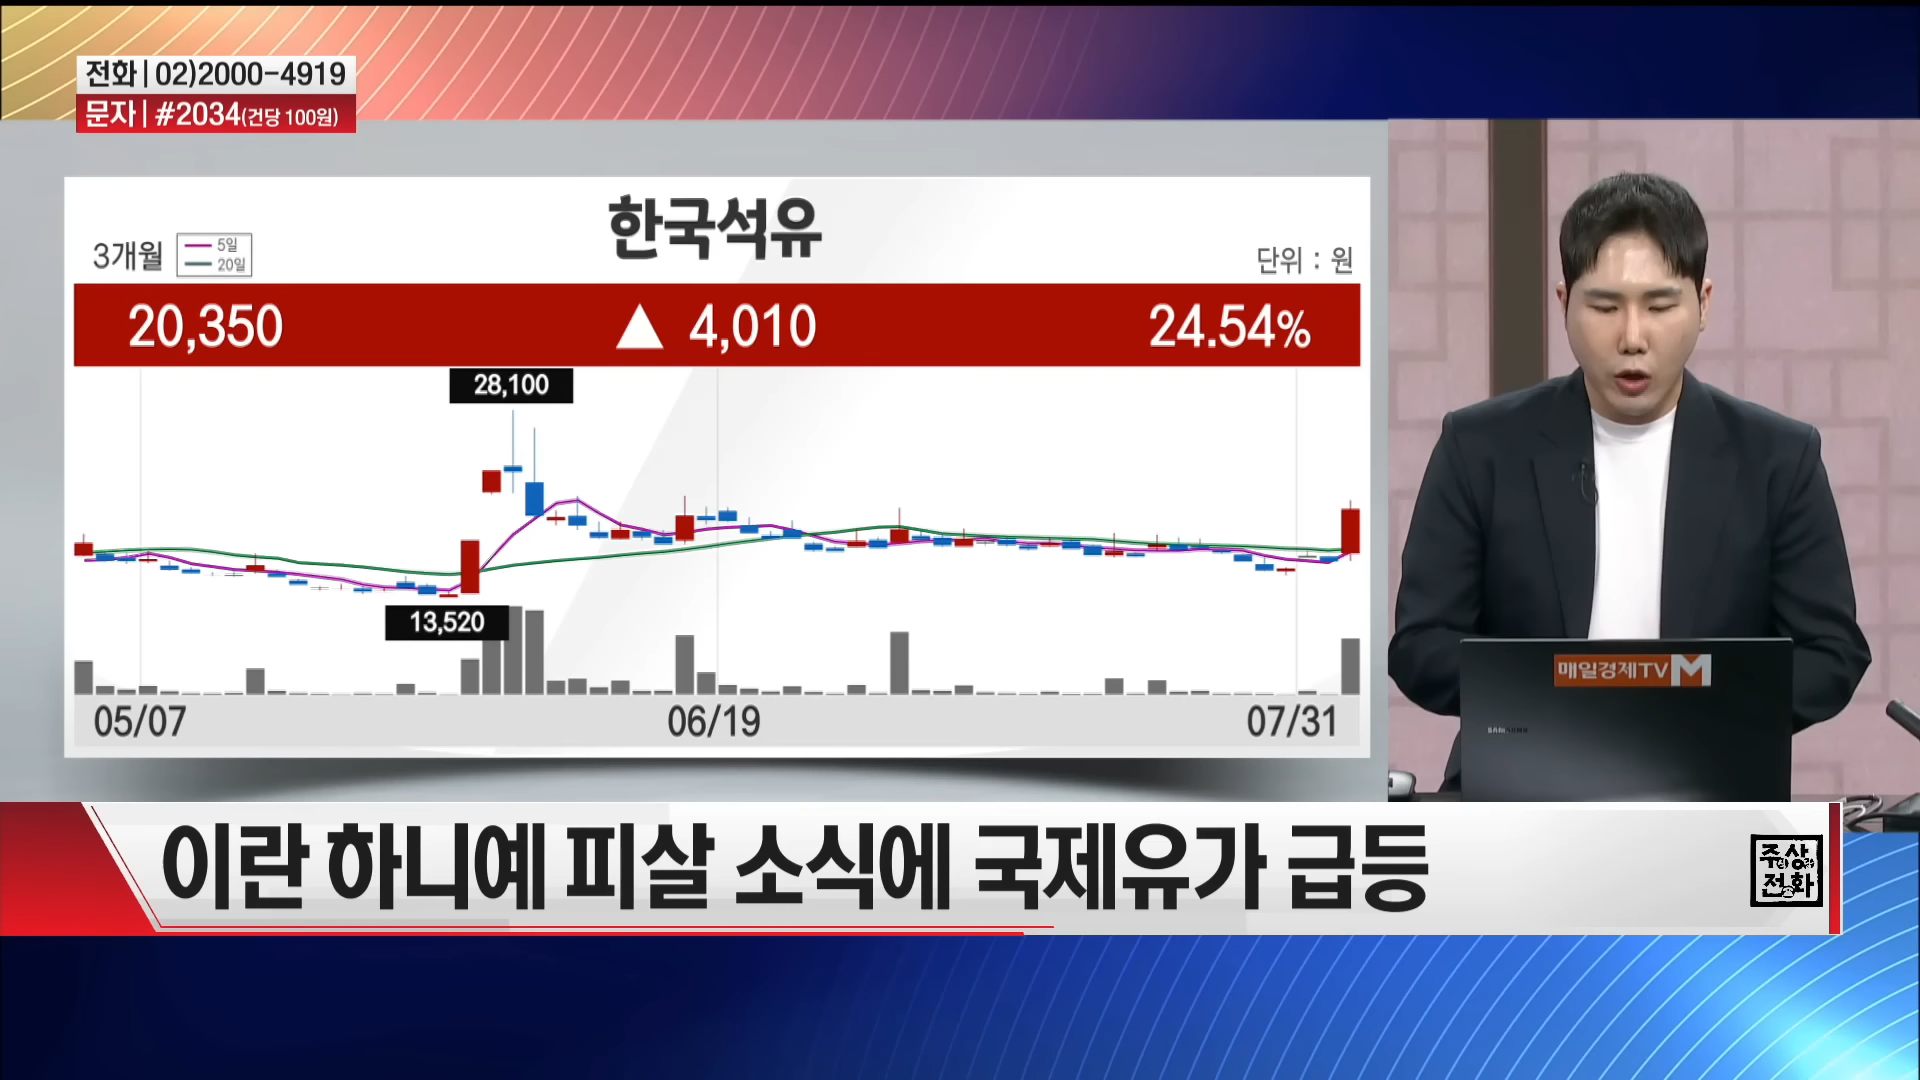 전화 | 02)2000-4919
문자 | #2034(건당 100원)
한국석유
3개월
5일
20일
단위 : 원
20,350 ▲ 4,010 24.54%
28,100
13,520
05/07 06/19 07/31
매일경제TV M
SAMSUNG
이란 하니예 피살 소식에 국제유가 급등
주상
전화